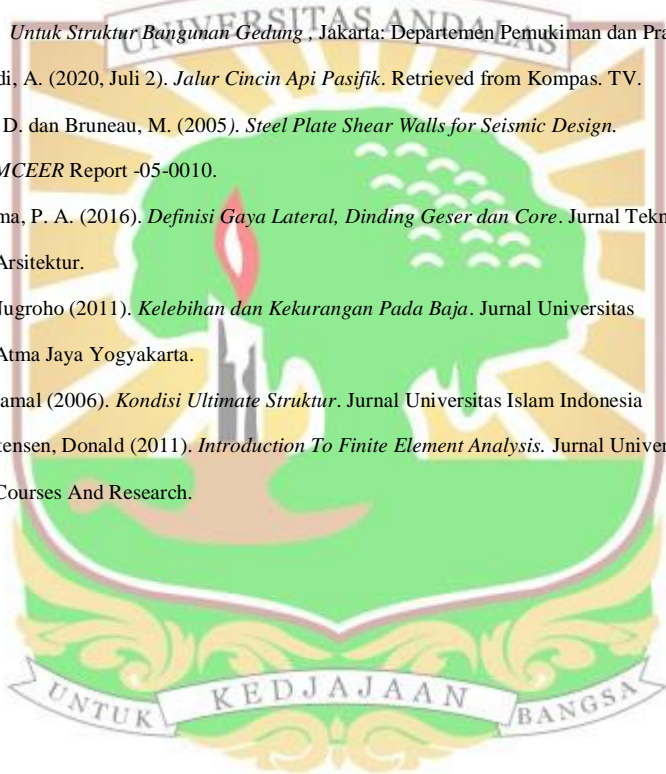 Untuk Struktur Bangunan Gedung , Jakarta: Departemen Pemukiman dan Pra
UNIVERSITAS ANDALAS
di, A. (2020, Juli 2). Jalur Cincin Api Pasifik. Retrieved from Kompas. TV.
D. dan Bruneau, M. (2005). Steel Plate Shear Walls for Seismic Design.
MCEER Report -05-0010.
ma, P. A. (2016). Definisi Gaya Lateral, Dinding Geser dan Core. Jurnal Tekn
Arsitektur.
Nugroho (2011). Kelebihan dan Kekurangan Pada Baja. Jurnal Universitas
Atma Jaya Yogyakarta.
amal (2006). Kondisi Ultimate Struktur. Jurnal Universitas Islam Indonesia
tensen, Donald (2011). Introduction To Finite Element Analysis. Jurnal Univer
Courses And Research.
UNTUK KEDJAJAAN BANGSA